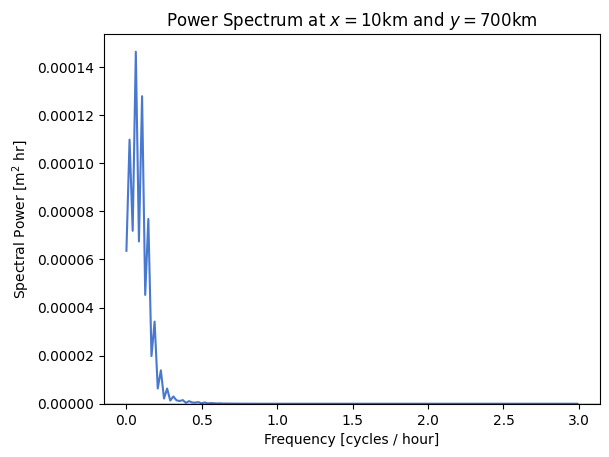 Power Spectrum at x = 10km and y = 700km
Spectral Power [m² hr]
0.00014
0.00012
0.00010
0.00008
0.00006
0.00004
0.00002
0.00000
0.0 0.5 1.0 1.5 2.0 2.5 3.0
Frequency [cycles / hour]